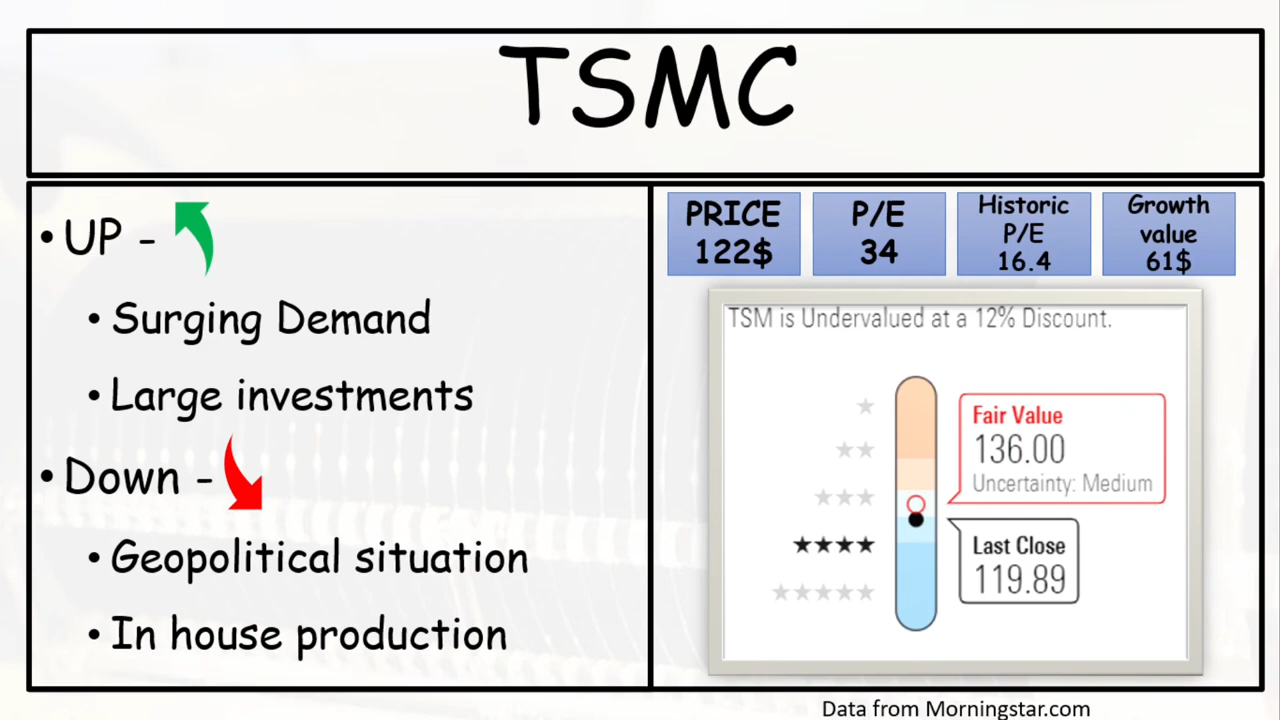 TSMC
• UP -
• Surging Demand
• Large investments
• Down -
• Geopolitical situation
• In house production
PRICE
122$
P/E
34
Historic
P/E
16.4
Growth
value
61$
TSM is Undervalued at a 12% Discount.
Fair Value
136.00
Uncertainty: Medium
Last Close
119.89
Data from Morningstar.com